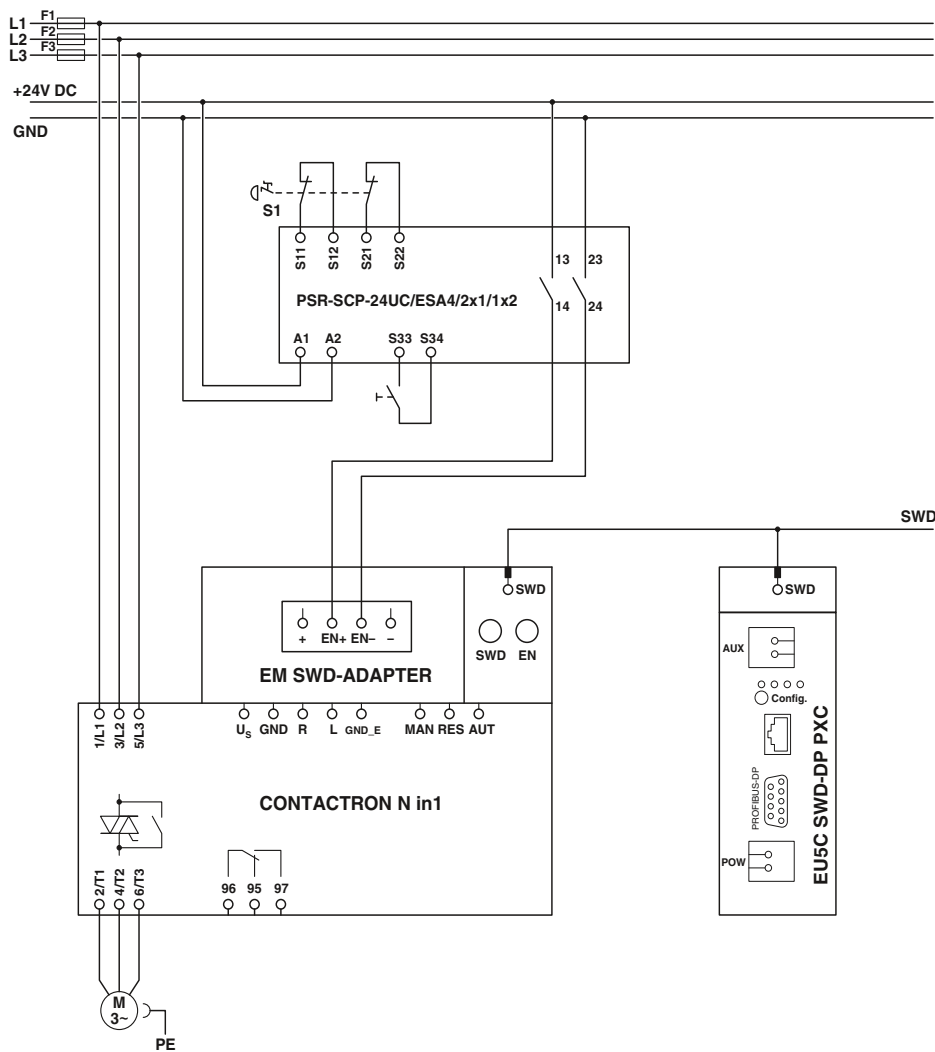 L1 F1
L2 F2
L3 F3
+24V DC
GND
S1
S11 S12 S21 S22
13 23
PSR-SCP-24UC/ESA4/2x1/1x2
14 24
A1 A2 S33 S34
SWD
SWD SWD
+ EN+ EN– –
SWD EN
AUX
EM SWD-ADAPTER
Config.
1/L1 3/L2 5/L3
US GND R L GND_E MAN RES AUT
CONTACTRON N in1
PROFIBUS-DP
EU5C SWD-DP PXC
POW
2/T1 4/T2 6/T3
96 95 97
M
3~
PE